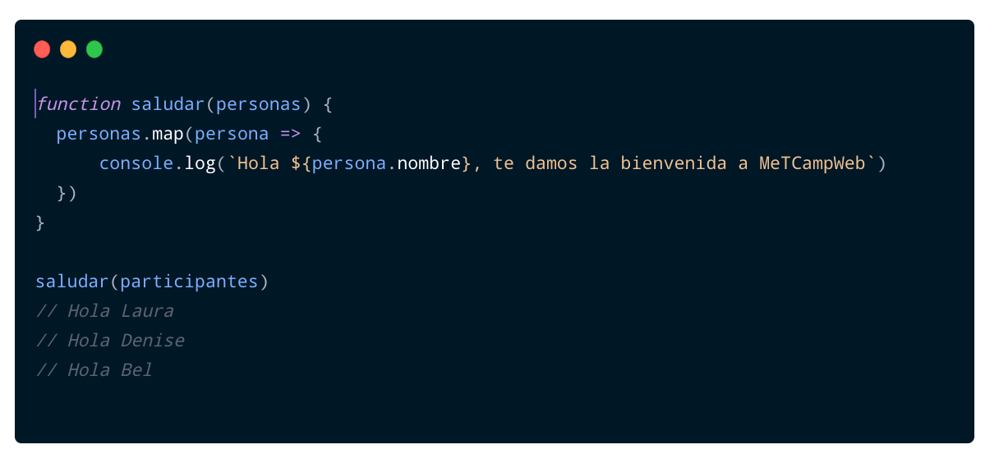 function saludar(personas) {
  personas.map(persona => {
      console.log(`Hola ${persona.nombre}, te damos la bienvenida a MeTCampWeb`)
  })
}

saludar(participantes)
// Hola Laura
// Hola Denise
// Hola Bel